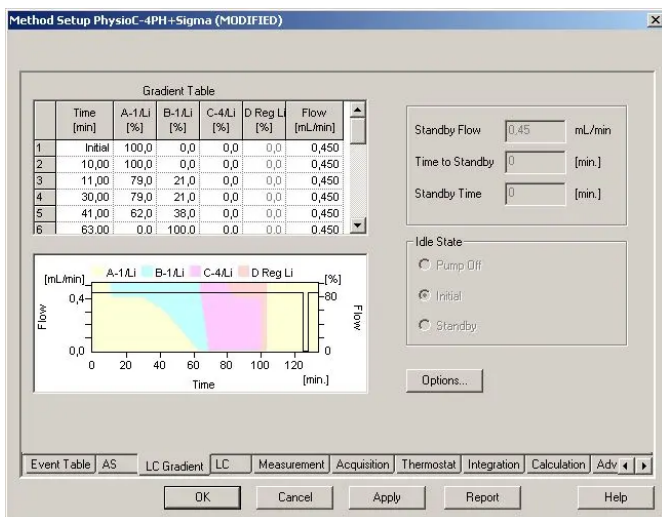 Method Setup PhysioC-4PH+Sigma (MODIFIED)
Gradient Table
Time [min] A-1/Li [%] B-1/Li [%] C-4/Li [%] D Reg Li [%] Flow [mL/min]
1 Initial 100,0 0,0 0,0 0,0 0,450
2 10,00 100,0 0,0 0,0 0,0 0,450
3 11,00 79,0 21,0 0,0 0,0 0,450
4 30,00 79,0 21,0 0,0 0,0 0,450
5 41,00 62,0 38,0 0,0 0,0 0,450
6 63,00 0,0 100,0 0,0 0,0 0,450
Standby Flow 0,45 mL/min
Time to Standby 0 [min.]
Standby Time 0 [min.]
Idle State
Pump Off
Initial
Standby
Options...
A-1/Li B-1/Li C-4/Li D Reg Li
[mL/min] [%]
0,4 80
Flow Flow
0,0 0
0 20 40 60 80 100 120
Time [min.]
Event Table AS LC Gradient LC Measurement Acquisition Thermostat Integration Calculation Adv
OK Cancel Apply Report Help